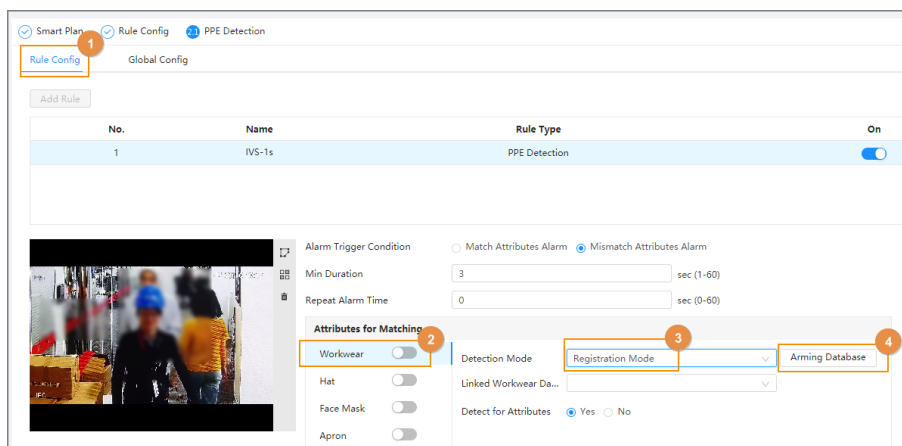 Smart Plan Rule Config 2.1 PPE Detection
1
Rule Config Global Config
Add Rule
No. Name Rule Type On
1 IVS-1s PPE Detection
Alarm Trigger Condition Match Attributes Alarm Mismatch Attributes Alarm
Min Duration 3 sec (1-60)
Repeat Alarm Time 0 sec (0-60)
Attributes for Matching
2
3
4
Workwear
Detection Mode Registration Mode Arming Database
Hat
Linked Workwear Da...
Face Mask
Detect for Attributes Yes No
Apron